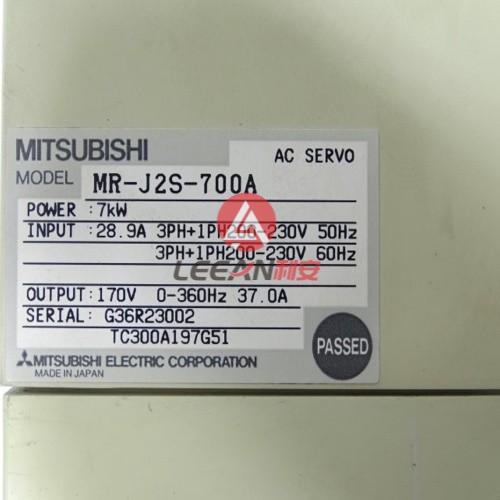 MITSUBISHI
AC SERVO
MODEL MR-J2S-700A
POWER :7kW
INPUT :28.9A 3PH+1PH200-230V 50Hz
3PH+1PH200-230V 60Hz
LEEAN利安
OUTPUT:170V 0-360Hz 37.0A
SERIAL: G36R23002
TC300A197G51
PASSED
MITSUBISHI ELECTRIC CORPORATION
MADE IN JAPAN